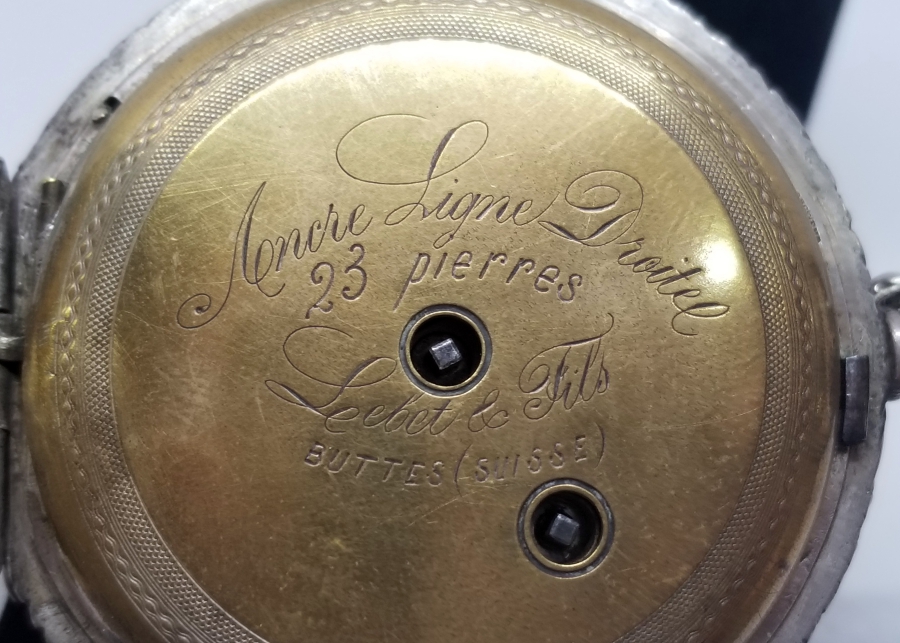 Ancre Ligne Droite
23 pierres
Lebet & Fils
BUTTES (SUISSE)